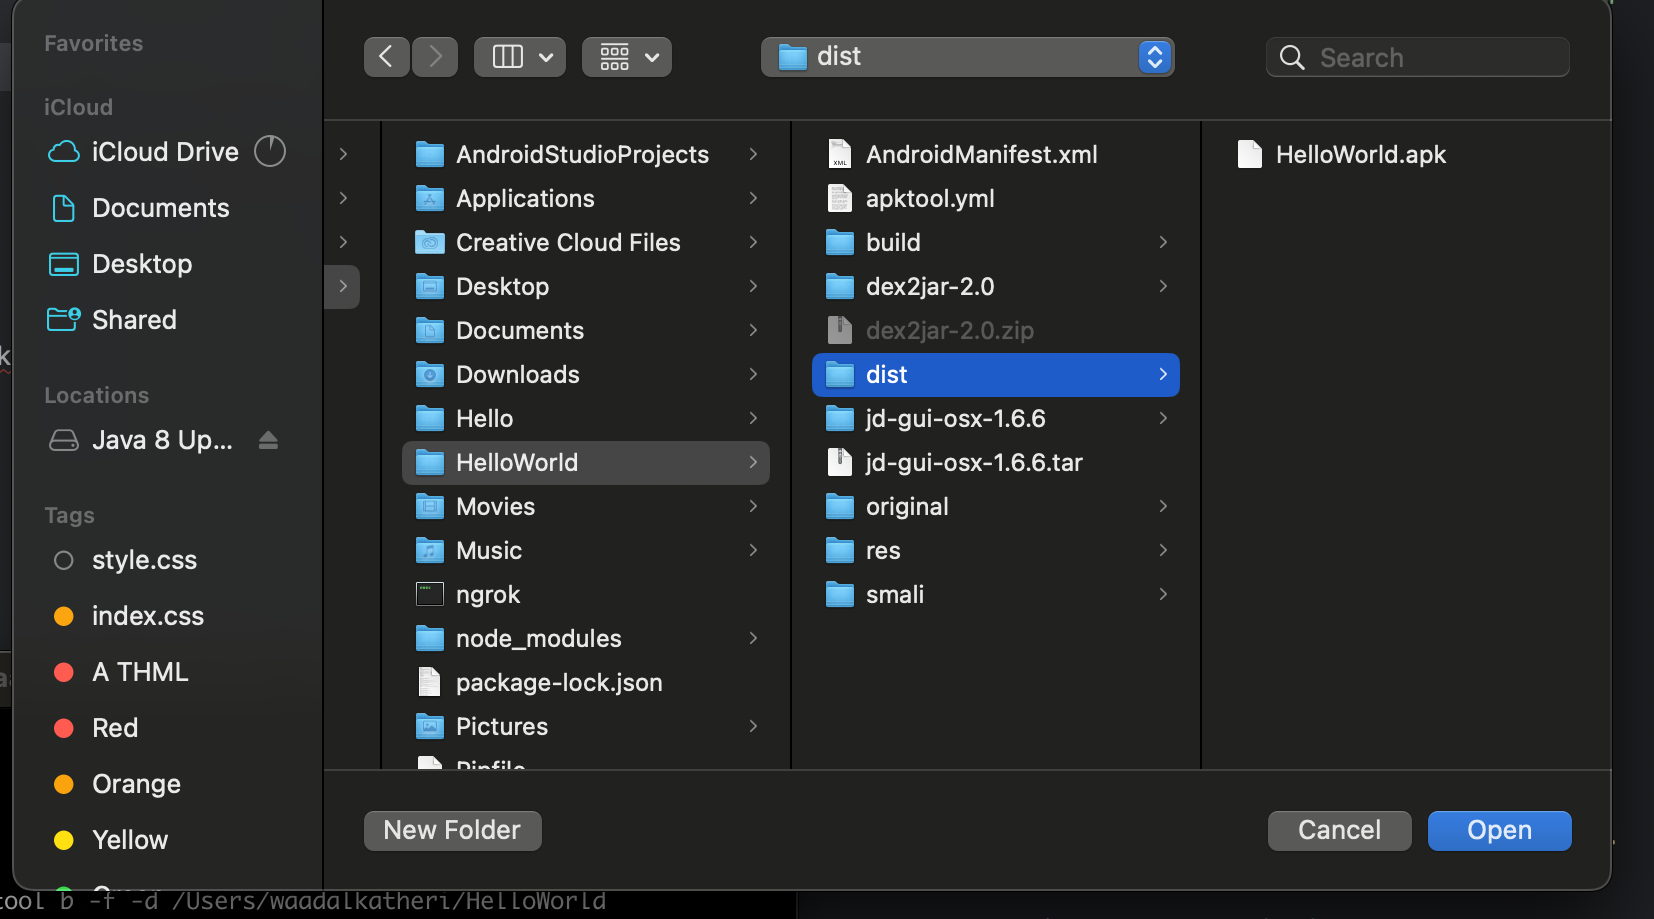 Favorites
iCloud
iCloud Drive
Documents
Desktop
Shared
Locations
Java 8 Up...
Tags
style.css
index.css
A THML
Red
Orange
Yellow
dist
Search
AndroidStudioProjects
Applications
Creative Cloud Files
Desktop
Documents
Downloads
Hello
HelloWorld
Movies
Music
ngrok
node_modules
package-lock.json
Pictures
AndroidManifest.xml
XML
apktool.yml
build
dex2jar-2.0
dex2jar-2.0.zip
dist
jd-gui-osx-1.6.6
jd-gui-osx-1.6.6.tar
original
res
smali
HelloWorld.apk
New Folder
Cancel
Open
tool b -f -d /Users/waadalkatheri/HelloWorld